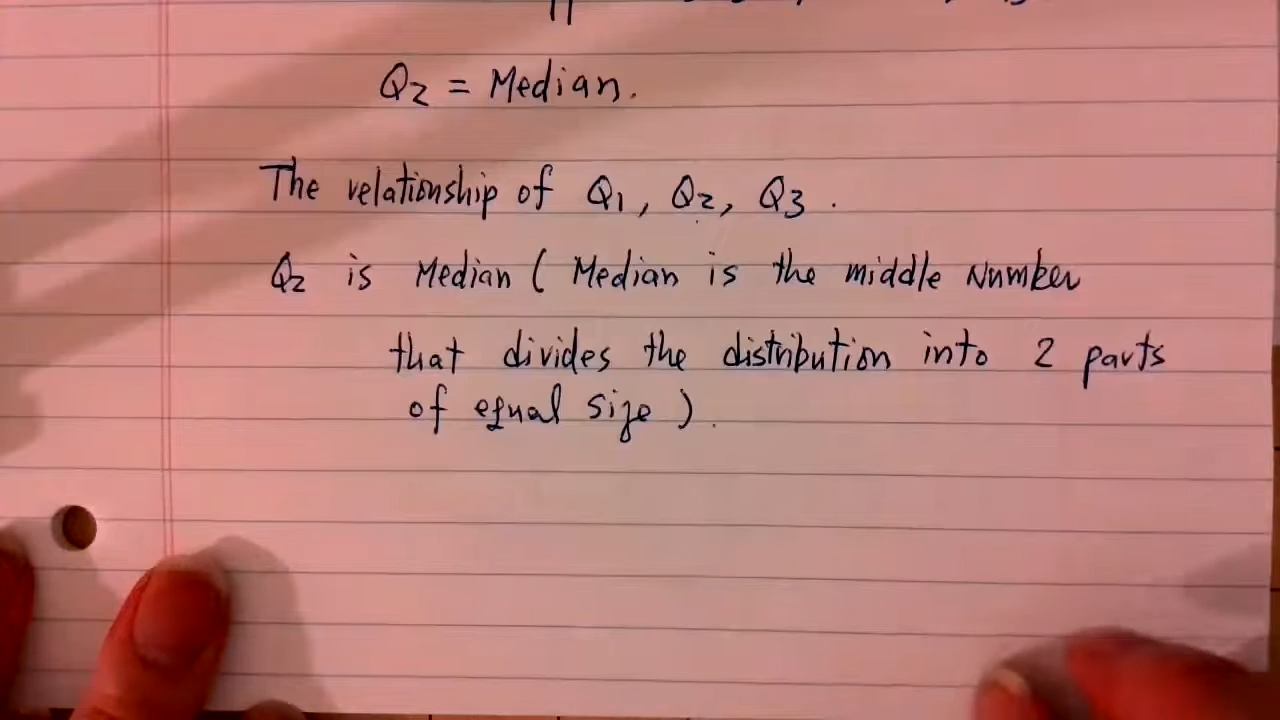 Q2 = Median.
The relationship of Q1, Q2, Q3.
Q2 is Median ( Median is the middle Number
that divides the distribution into 2 parts
of equal size ).